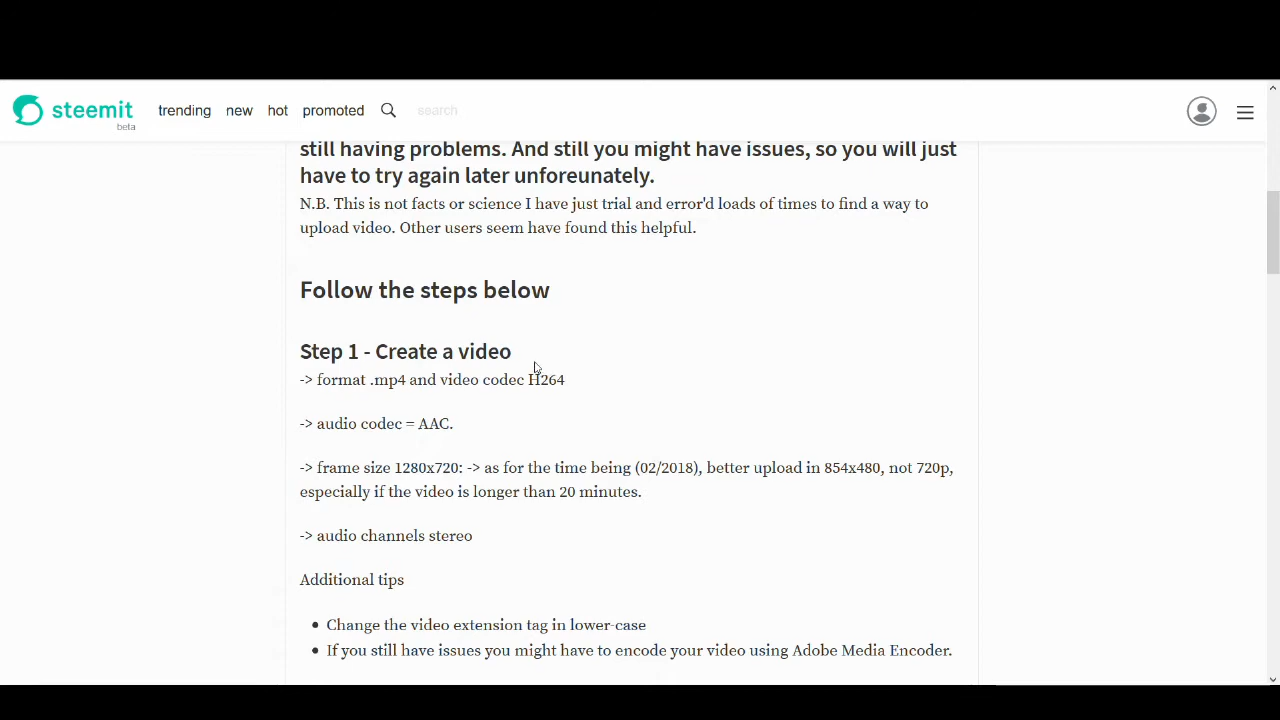 steemit
beta
trending new hot promoted search
still having problems. And still you might have issues, so you will just
have to try again later unforeunately.
N.B. This is not facts or science I have just trial and error'd loads of times to find a way to
upload video. Other users seem have found this helpful.
Follow the steps below
Step 1 - Create a video
-> format .mp4 and video codec H264
-> audio codec = AAC.
-> frame size 1280x720: -> as for the time being (02/2018), better upload in 854x480, not 720p,
especially if the video is longer than 20 minutes.
-> audio channels stereo
Additional tips
• Change the video extension tag in lower-case
• If you still have issues you might have to encode your video using Adobe Media Encoder.